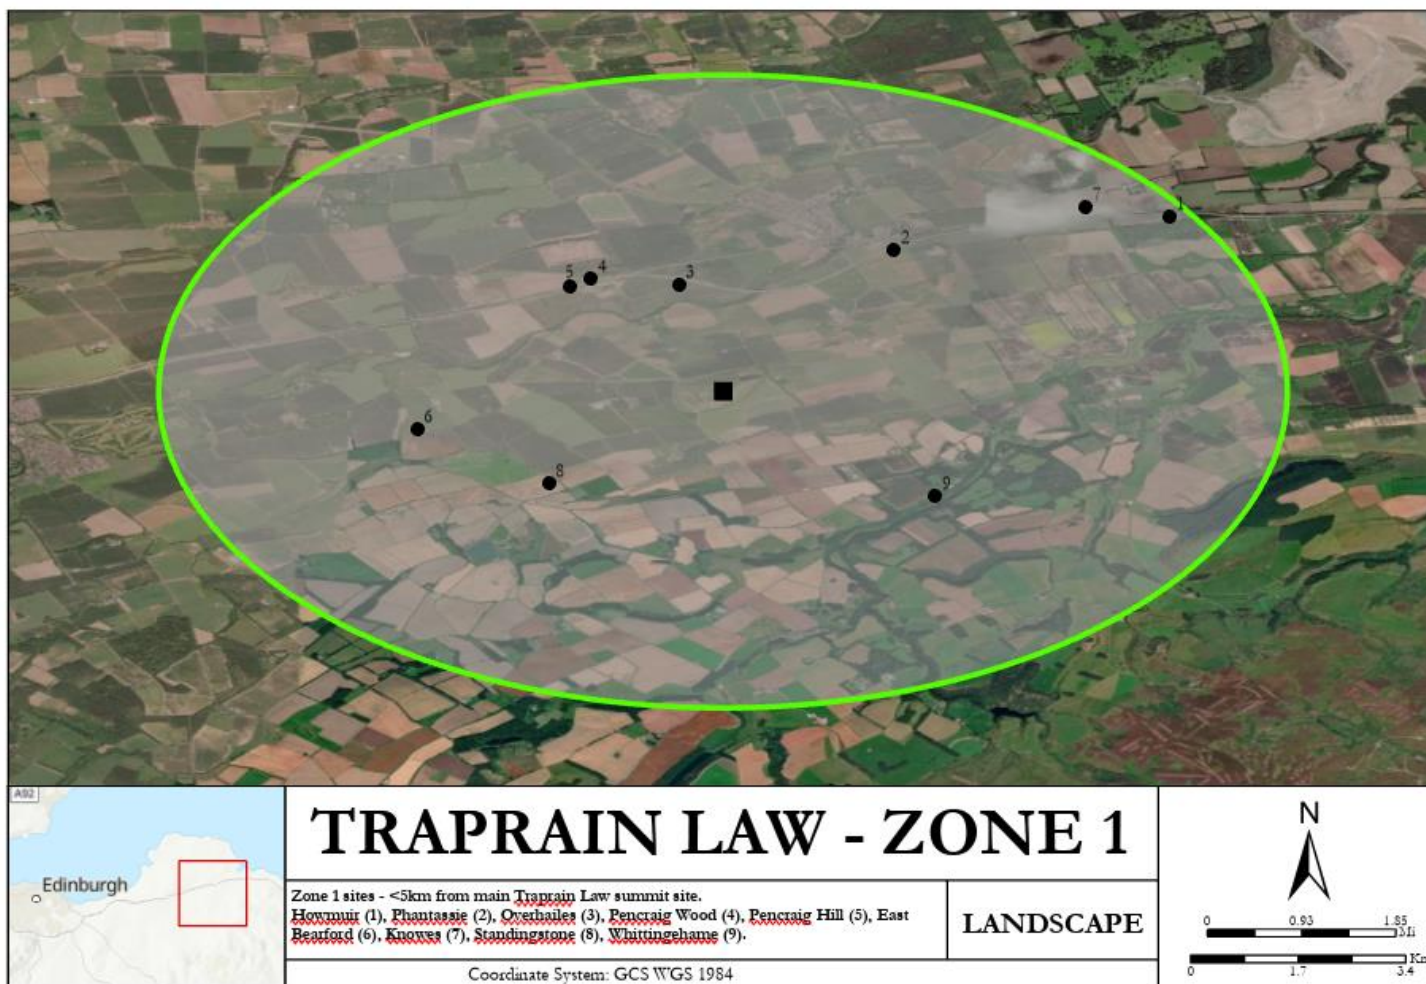 7
1
2
5
4
3
6
8
9
A92
Edinburgh
TRAPRAIN LAW - ZONE 1
Zone 1 sites - <5km from main Traprain Law summit site.
Howmuir (1), Phantassie (2), Overhailes (3), Pencraig Wood (4), Pencraig Hill (5), East
Bearford (6), Knowes (7), Standingstone (8), Whittingehame (9).
LANDSCAPE
Coordinate System: GCS WGS 1984
N
0 0.93 1.85
Mi
Km
0 1.7 3.4